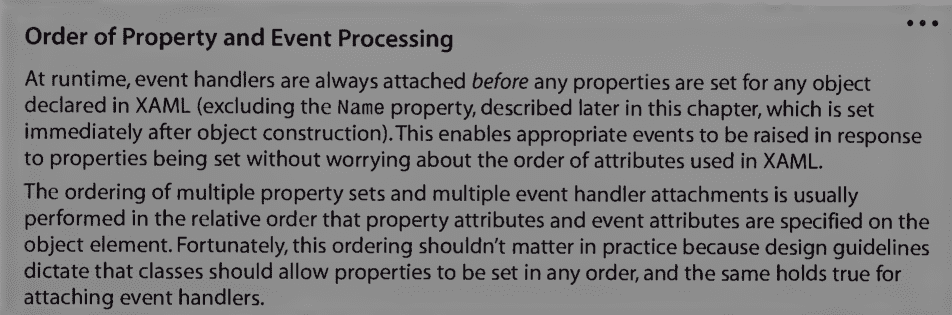 Order of Property and Event Processing
At runtime, event handlers are always attached before any properties are set for any object
declared in XAML (excluding the Name property, described later in this chapter, which is set
immediately after object construction). This enables appropriate events to be raised in response
to properties being set without worrying about the order of attributes used in XAML.
The ordering of multiple property sets and multiple event handler attachments is usually
performed in the relative order that property attributes and event attributes are specified on the
object element. Fortunately, this ordering shouldn't matter in practice because design guidelines
dictate that classes should allow properties to be set in any order, and the same holds true for
attaching event handlers.